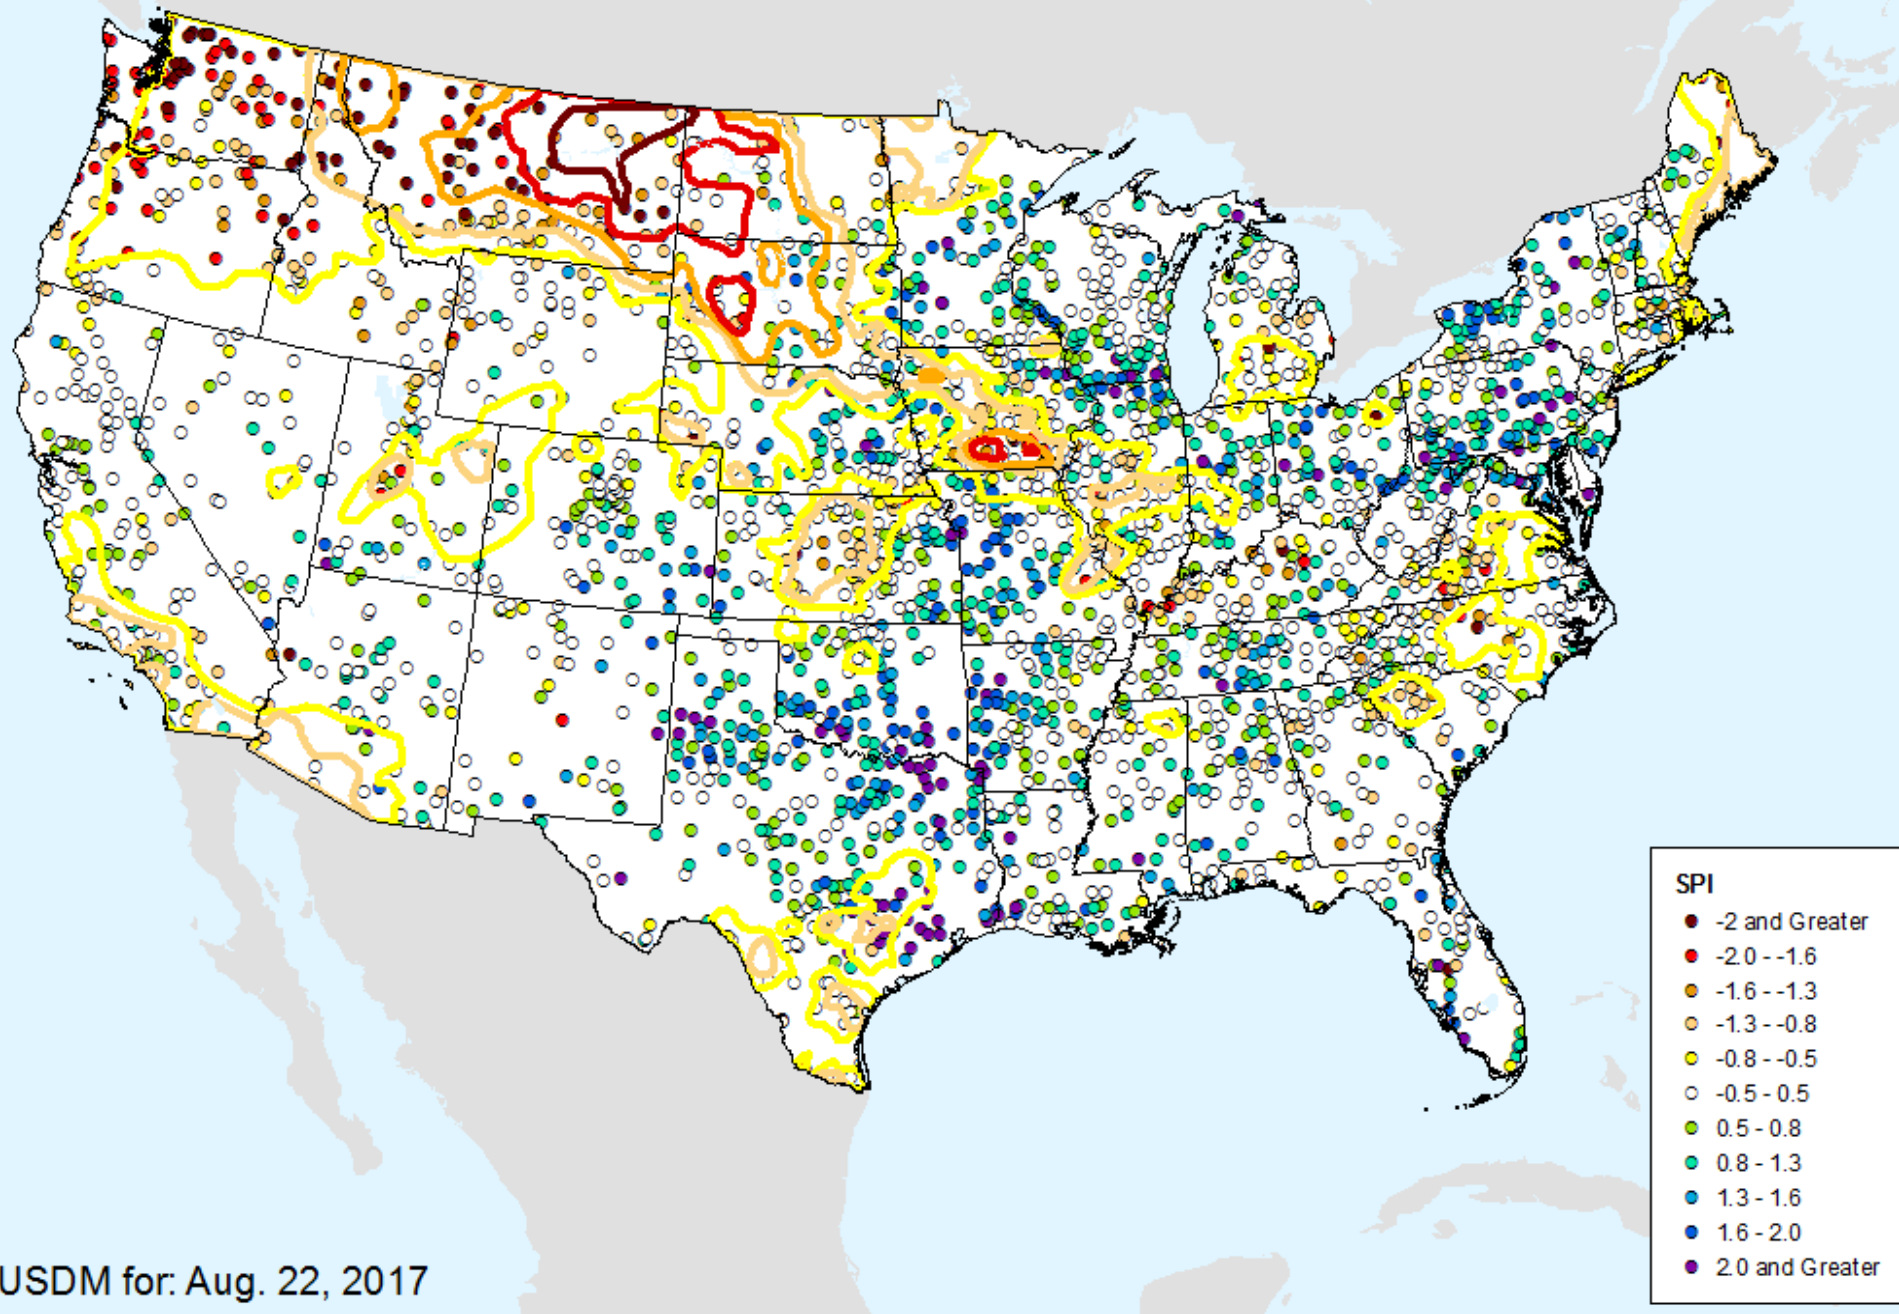 SPI
-2 and Greater
-2.0 - -1.6
-1.6 - -1.3
-1.3 - -0.8
-0.8 - -0.5
-0.5 - 0.5
0.5 - 0.8
0.8 - 1.3
1.3 - 1.6
1.6 - 2.0
2.0 and Greater
USDM for: Aug. 22, 2017